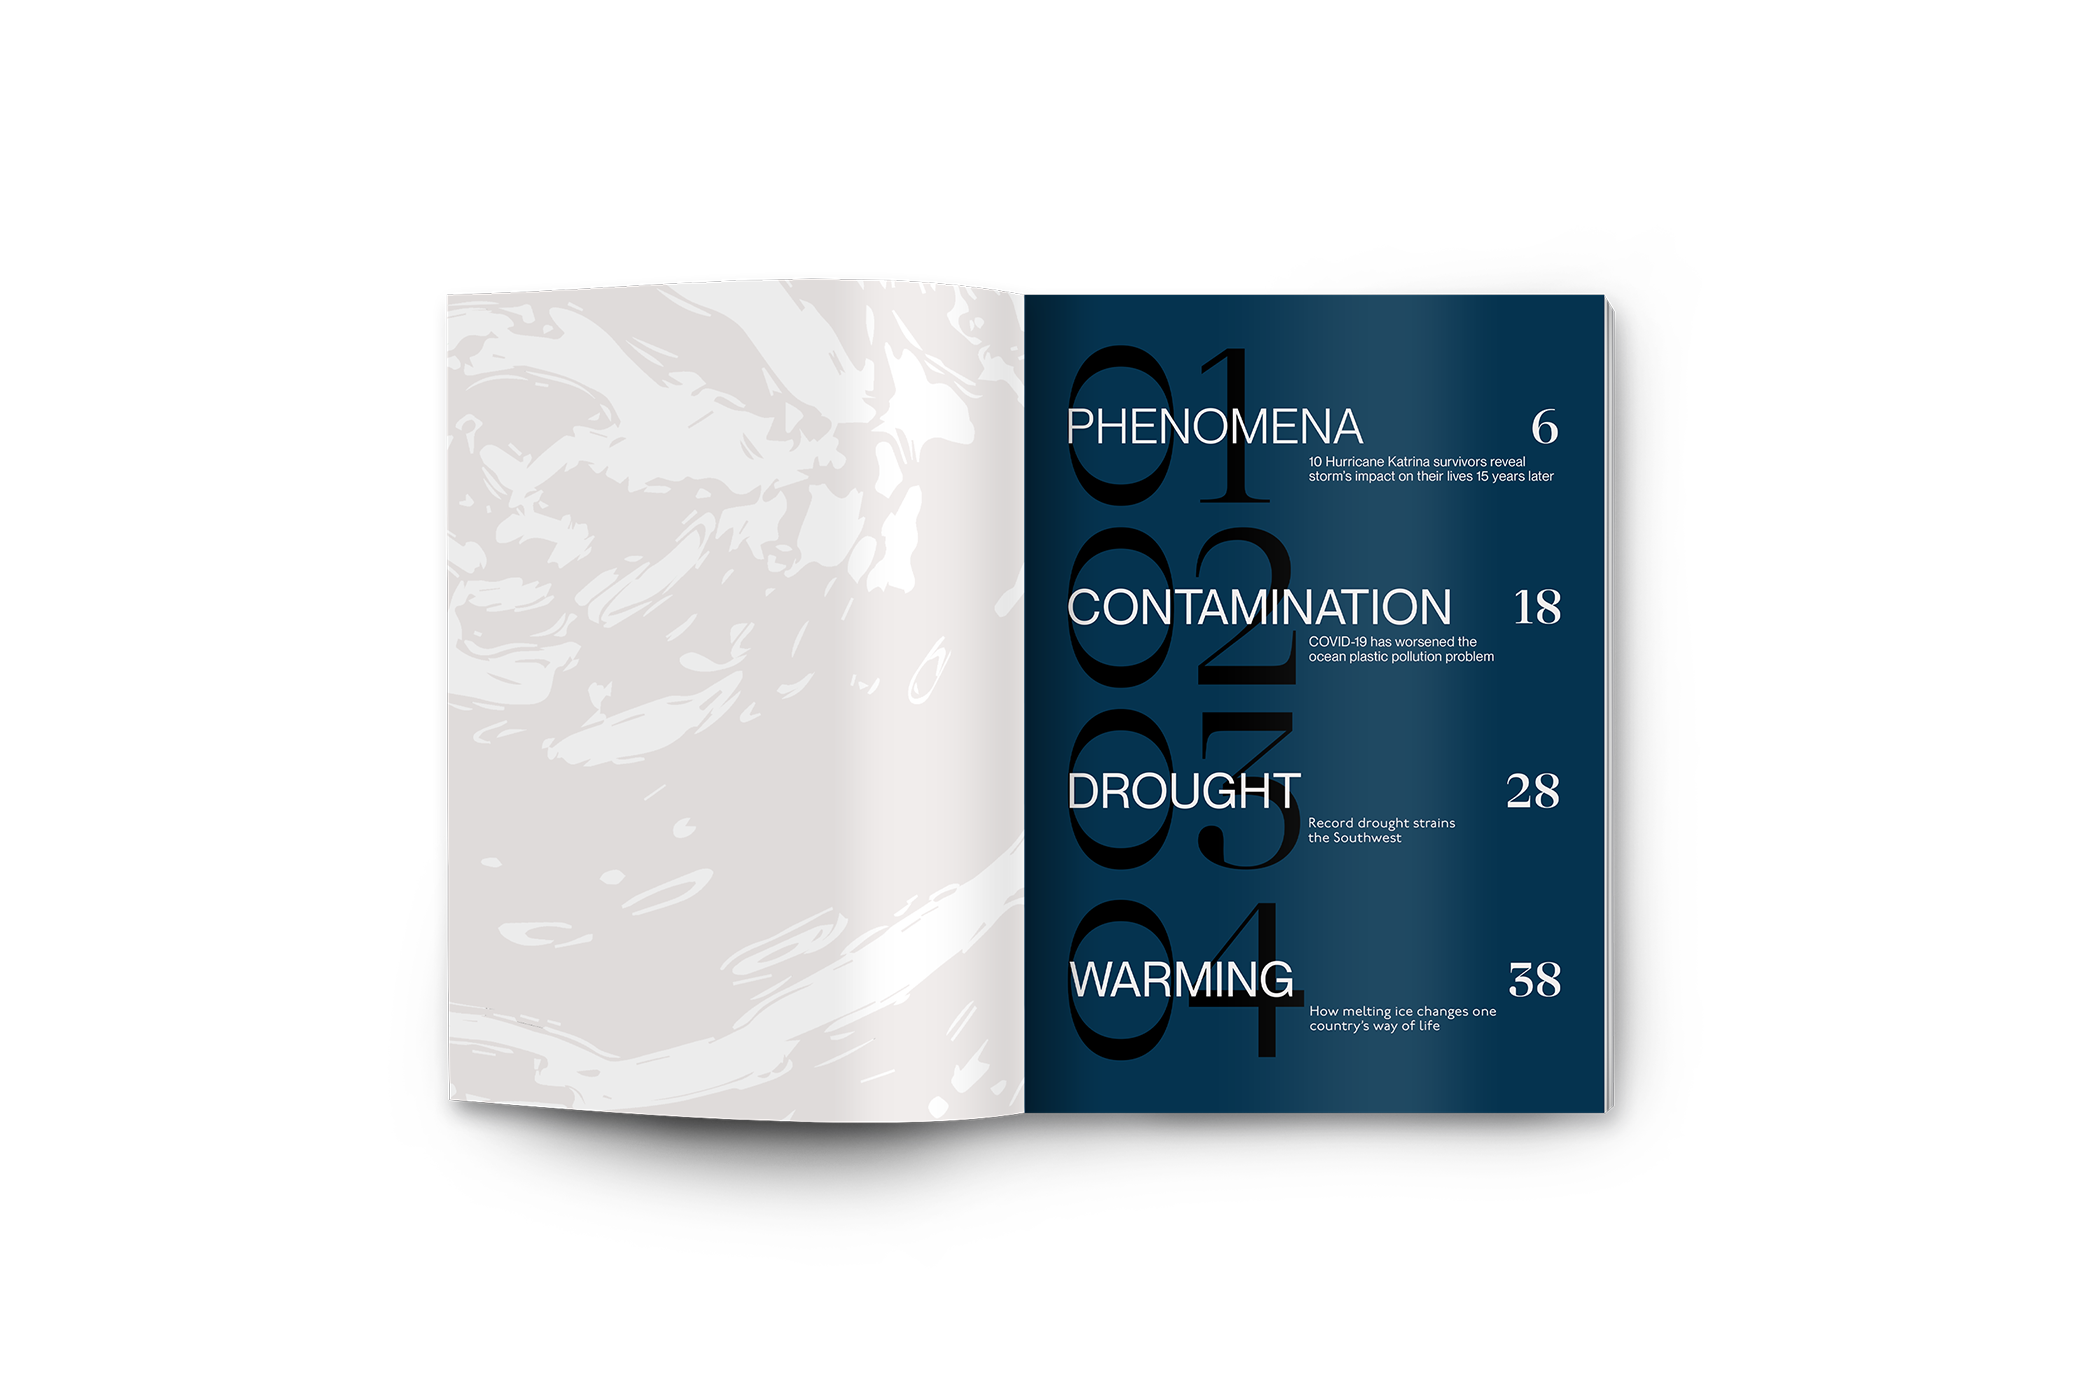 01
PHENOMENA 6
10 Hurricane Katrina survivors reveal
storm's impact on their lives 15 years later
02
CONTAMINATION 18
COVID-19 has worsened the
ocean plastic pollution problem
03
DROUGHT 28
Record drought strains
the Southwest
04
WARMING 38
How melting ice changes one
country's way of life